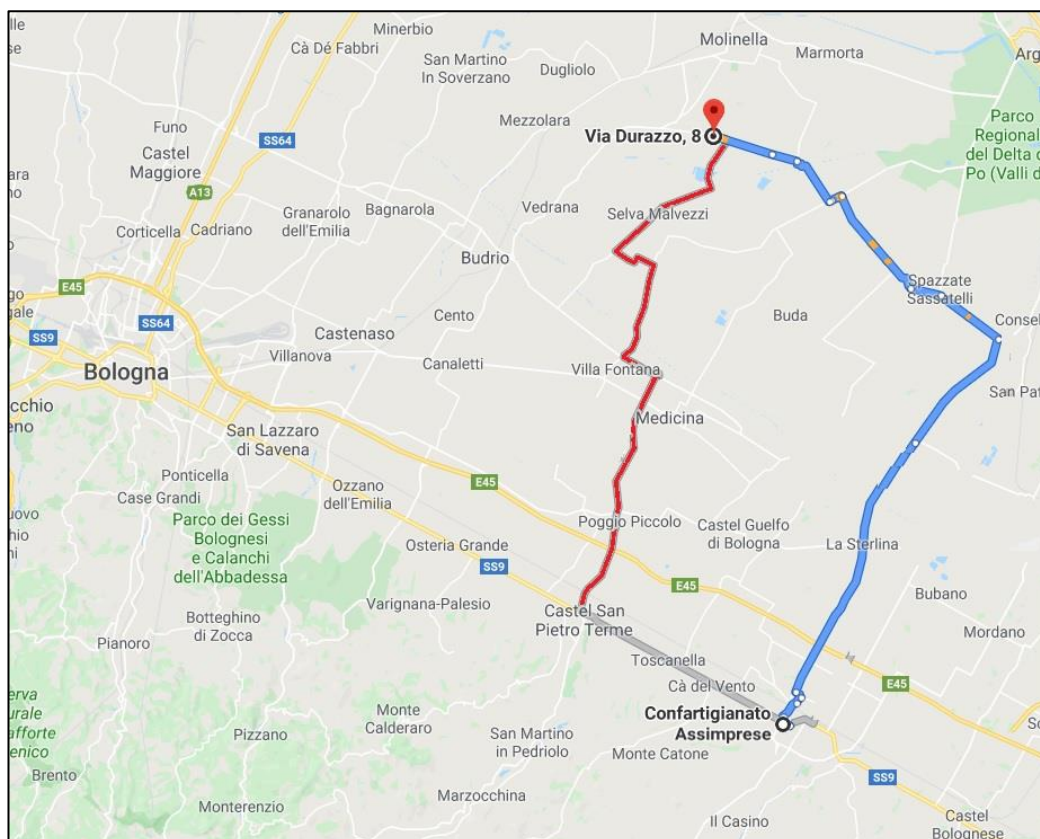 Minerbio
Cà Dé Fabbri
Molinella
Marmorta
San Martino
In Soverzano
Dugliolo
SS64
Mezzolara
Via Durazzo, 8
Parco
Regional
del Delta d
Po (Valli d
Funo
Castel
Maggiore
A13
Granarolo
dell'Emilia
Bagnarola
Vedrana
Selva Malvezzi
Corticella
Cadriano
Budrio
E45
Spazzate
Sassatelli
SS64
Cento
Buda
Consel
SS9
Castenaso
Villanova
Canaletti
Villa Fontana
Bologna
San Pat
Medicina
San Lazzaro
di Savena
Ponticella
Case Grandi
Ozzano
dell'Emilia
E45
Parco dei Gessi
Bolognesi
e Calanchi
dell'Abbadessa
Poggio Piccolo
Castel Guelfo
di Bologna
Osteria Grande
La Sterlina
SS9
E45
Bubano
Varignana-Palesio
Castel San
Pietro Terme
Botteghino
di Zocca
Mordano
Pianoro
Toscanella
Cà del Vento
E45
Confartigianato
Assimprese
Monte
Calderaro
Pizzano
San Martino
in Pedriolo
Monte Catone
Brento
SS9
Marzocchina
Monterenzio
Il Casino
Castel
Bolognese